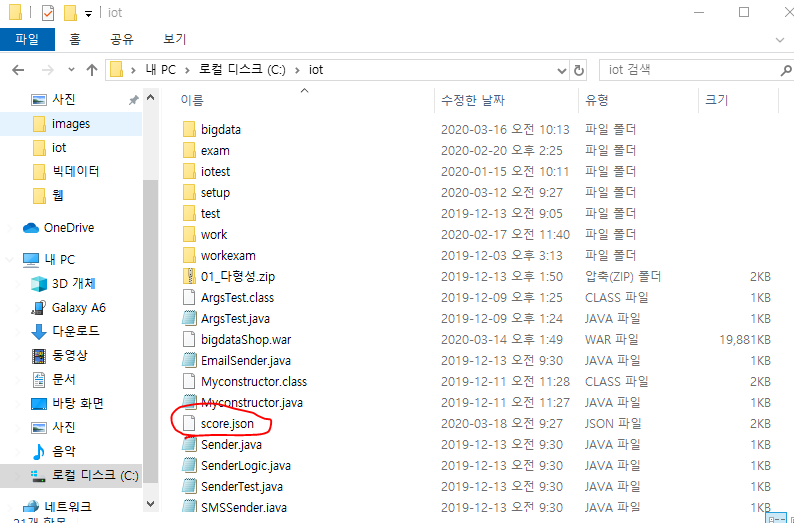 iot
파일 홈 공유 보기
내 PC 로컬 디스크 (C:) iot iot 검색
이름 수정한 날짜 유형 크기
사진
images
iot
빅데이터
웹
OneDrive
내 PC
3D 개체
Galaxy A6
다운로드
동영상
문서
바탕 화면
사진
음악
로컬 디스크 (C:)
네트워크
bigdata 2020-03-16 오전 10:13 파일 폴더
exam 2020-02-20 오후 2:25 파일 폴더
iotest 2020-01-15 오전 10:11 파일 폴더
setup 2020-03-12 오전 9:27 파일 폴더
test 2019-12-13 오전 9:05 파일 폴더
work 2020-02-17 오전 11:40 파일 폴더
workexam 2019-12-03 오후 3:13 파일 폴더
01_다형성.zip 2019-12-13 오후 1:50 압축(ZIP) 폴더 2KB
ArgsTest.class 2019-12-09 오후 1:25 CLASS 파일 1KB
ArgsTest.java 2019-12-09 오후 1:24 JAVA 파일 1KB
bigdataShop.war 2020-03-14 오후 1:49 WAR 파일 19,881KB
EmailSender.java 2019-12-13 오전 9:30 JAVA 파일 1KB
Myconstructor.class 2019-12-11 오전 11:28 CLASS 파일 2KB
Myconstructor.java 2019-12-11 오전 11:27 JAVA 파일 1KB
score.json 2020-03-18 오전 9:27 JSON 파일 2KB
Sender.java 2019-12-13 오전 9:30 JAVA 파일 1KB
SenderLogic.java 2019-12-13 오전 9:30 JAVA 파일 1KB
SenderTest.java 2019-12-13 오전 9:30 JAVA 파일 1KB
SMSSender.java 2019-12-13 오전 9:30 JAVA 파일 1KB